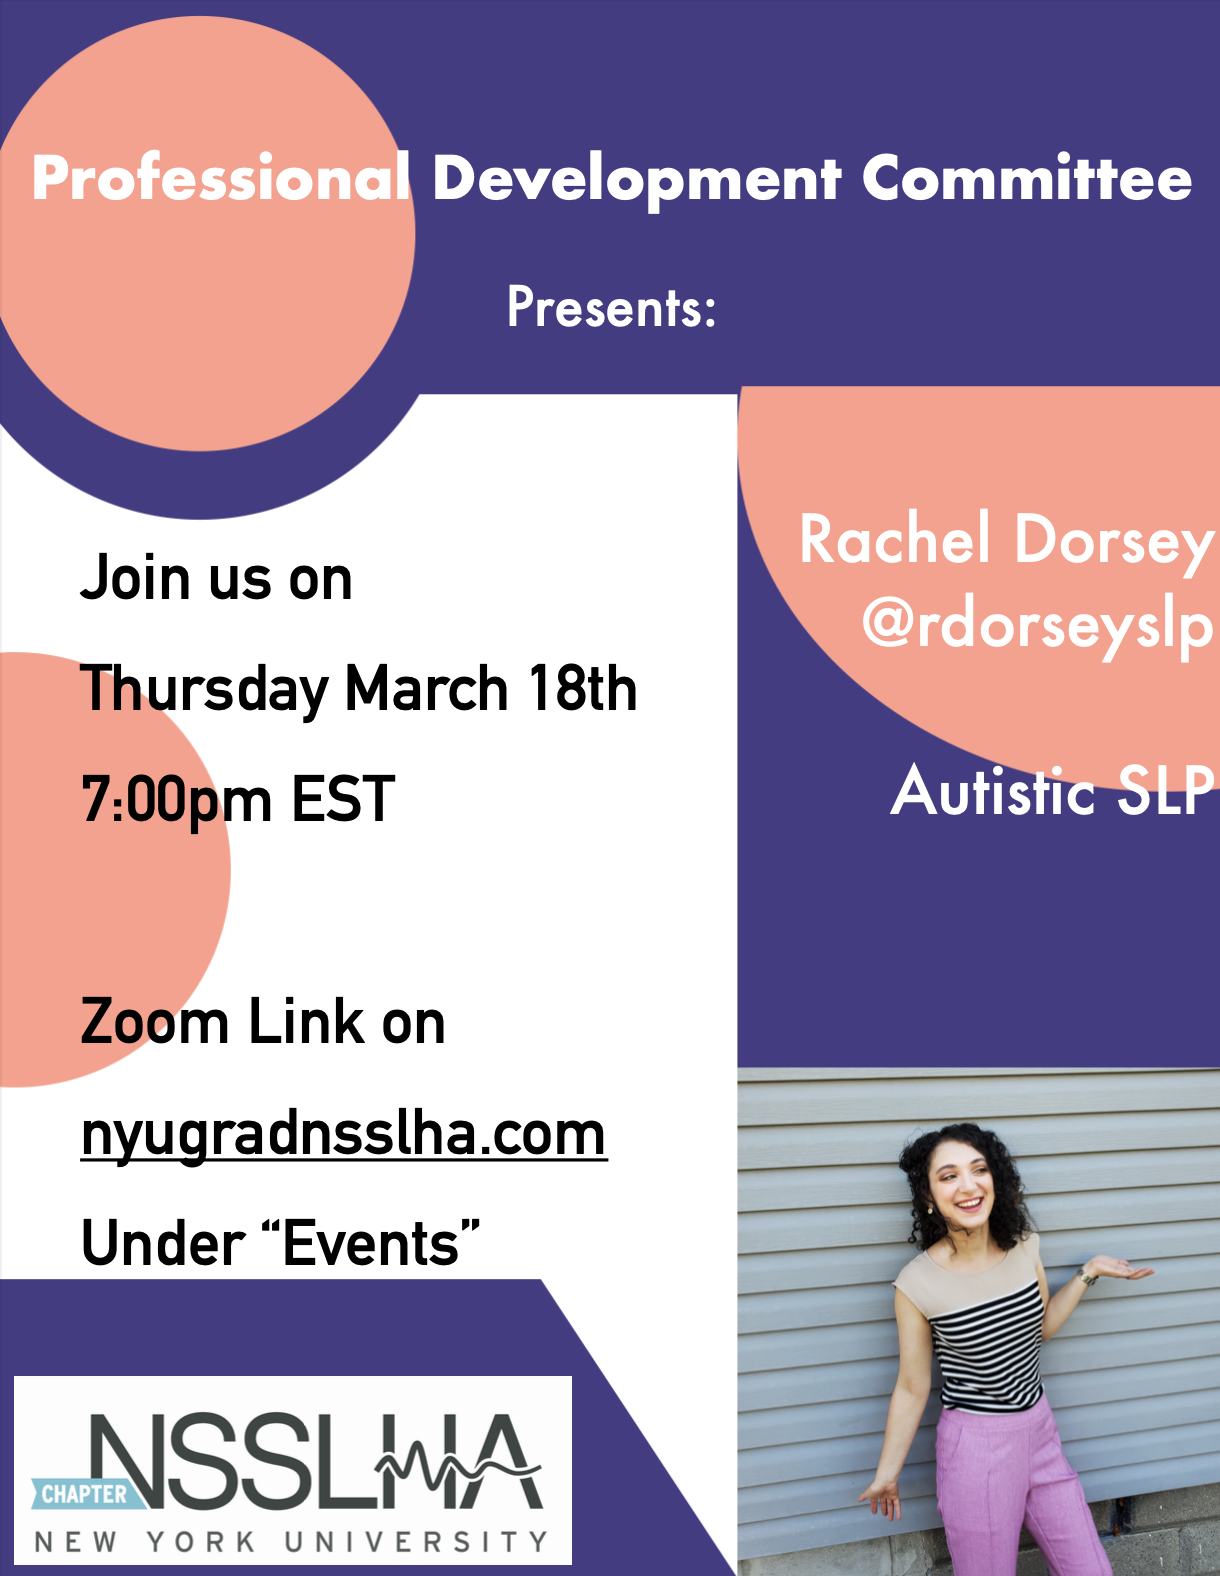 Professional Development Committee
Presents:
Rachel Dorsey
@rdorseyslp
Autistic SLP
Join us on
Thursday March 18th
7:00pm EST
Zoom Link on
nyugradnsslha.com
Under “Events”
NSSLHA
CHAPTER
NEW YORK UNIVERSITY